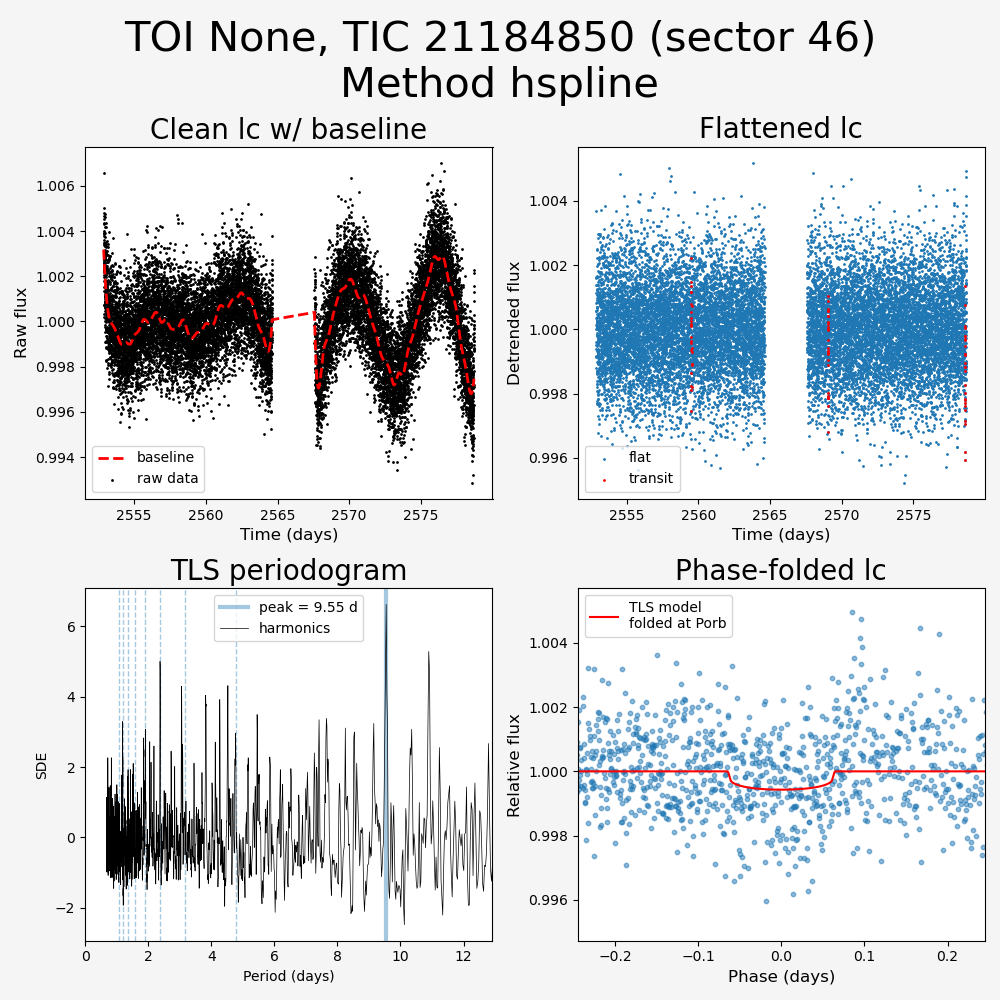 TOI None, TIC 21184850 (sector 46)
Method hspline
Clean lc w/ baseline
Raw flux
1.006
1.004
1.002
1.000
0.998
0.996
0.994
baseline
raw data
2555
2560
2565
2570
2575
Time (days)
Flattened lc
Detrended flux
1.004
1.002
1.000
0.998
0.996
flat
transit
2555
2560
2565
2570
2575
Time (days)
TLS periodogram
SDE
6
4
2
0
−2
peak = 9.55 d
harmonics
0
2
4
6
8
10
12
Period (days)
Phase-folded lc
Relative flux
1.004
1.002
1.000
0.998
0.996
TLS model
folded at Porb
−0.2
−0.1
0.0
0.1
0.2
Phase (days)